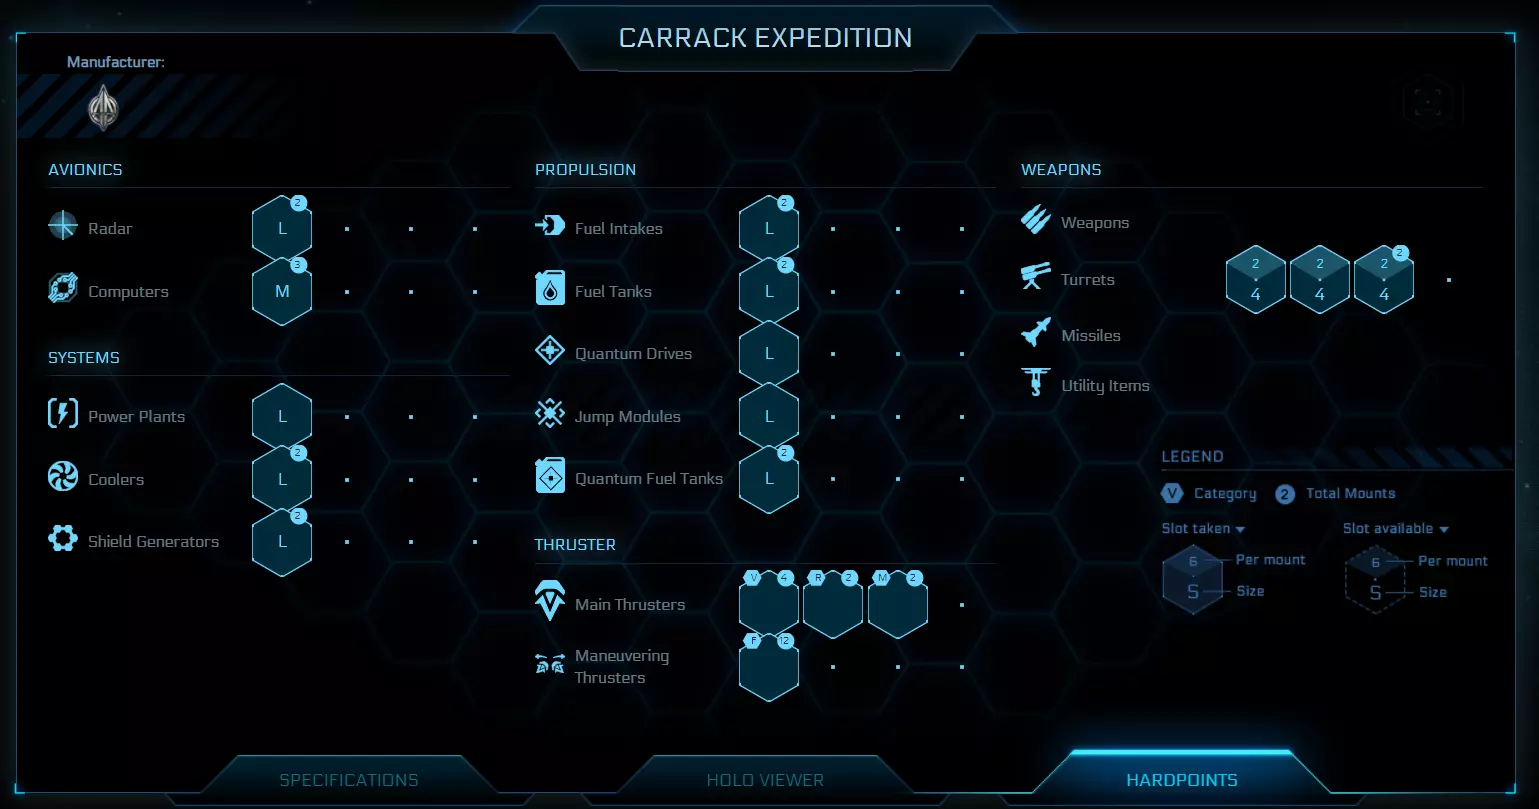 CARRACK EXPEDITION
Manufacturer:
AVIONICS
Radar
L 2
Computers
M 3
SYSTEMS
Power Plants
L
Coolers
L 2
Shield Generators
L 2
PROPULSION
Fuel Intakes
L 2
Fuel Tanks
L 2
Quantum Drives
L
Jump Modules
L
Quantum Fuel Tanks
L 2
THRUSTER
Main Thrusters
V 4 R 2 M 2
Maneuvering
Thrusters
F 12
WEAPONS
Weapons
Turrets
2 2 2 2
4 4 4
Missiles
Utility Items
LEGEND
V Category 2 Total Mounts
Slot taken Slot available
6 Per mount 6 Per mount
S Size S Size
SPECIFICATIONS HOLO VIEWER HARDPOINTS